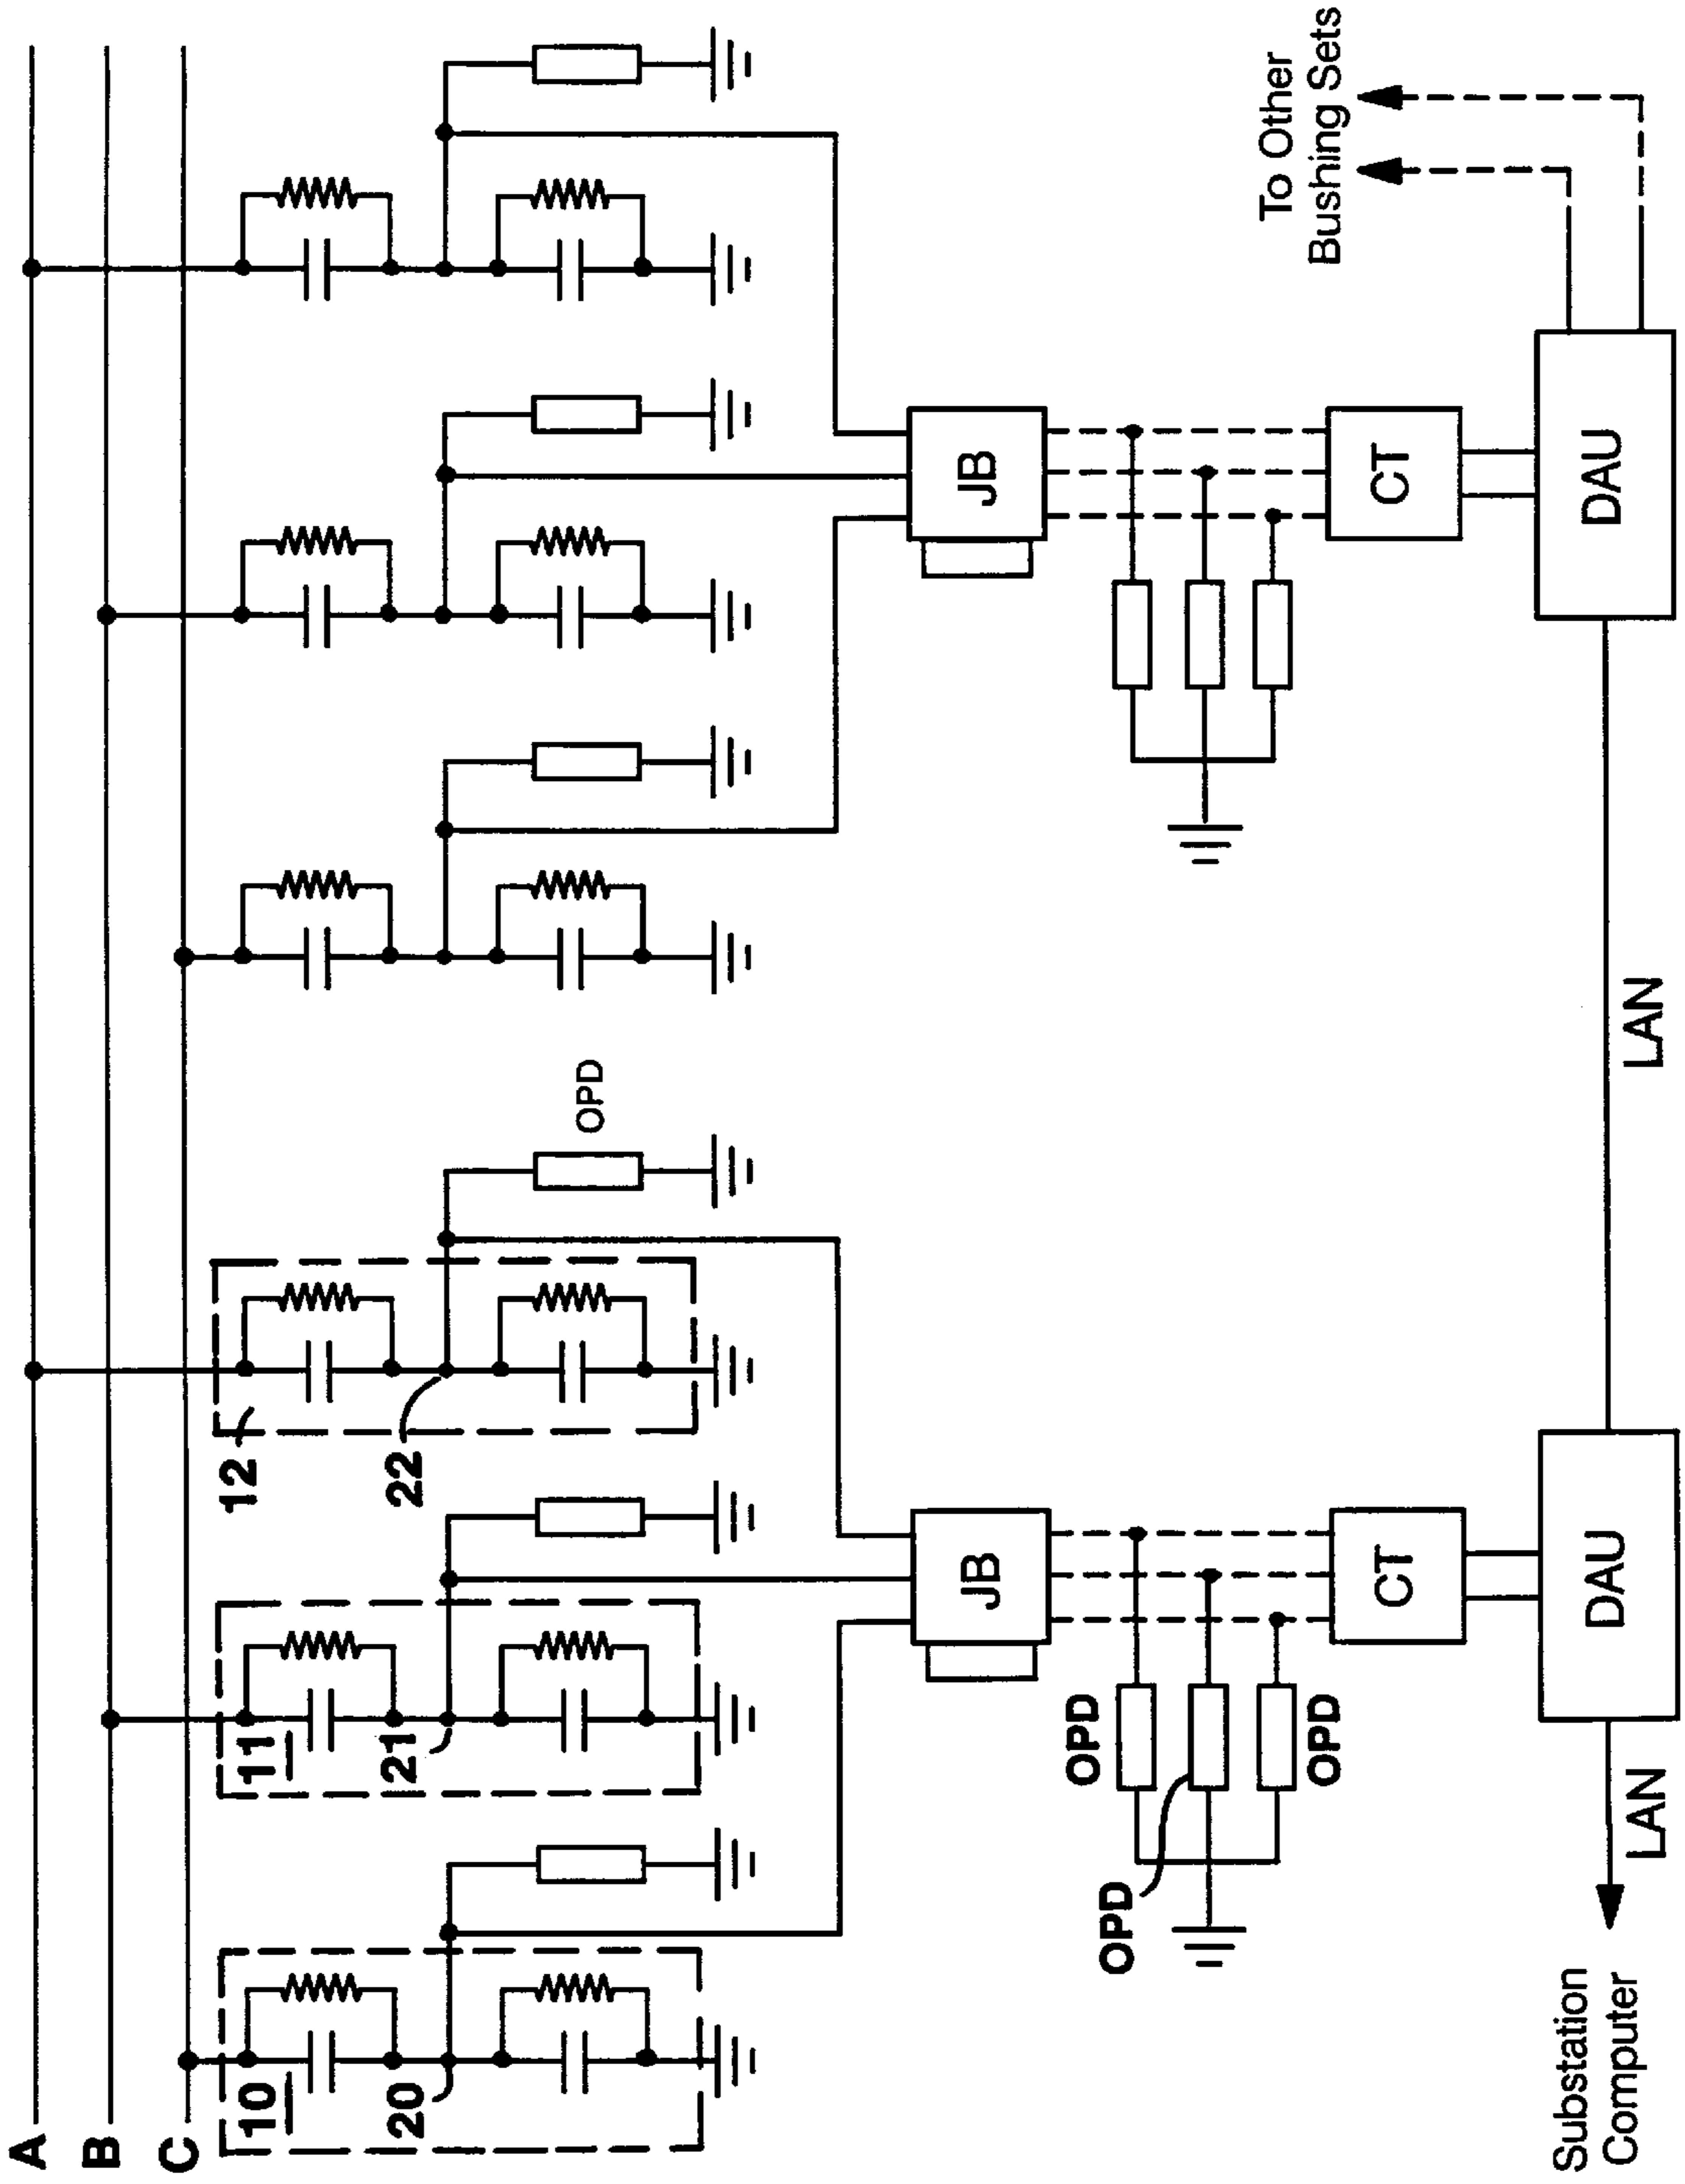 A
B
C
10
11
12
20
21
22
OPD
JB
JB
OPD
OPD
OPD
CT
CT
DAU
DAU
LAN
LAN
Substation
Computer
To Other
Bushing Sets